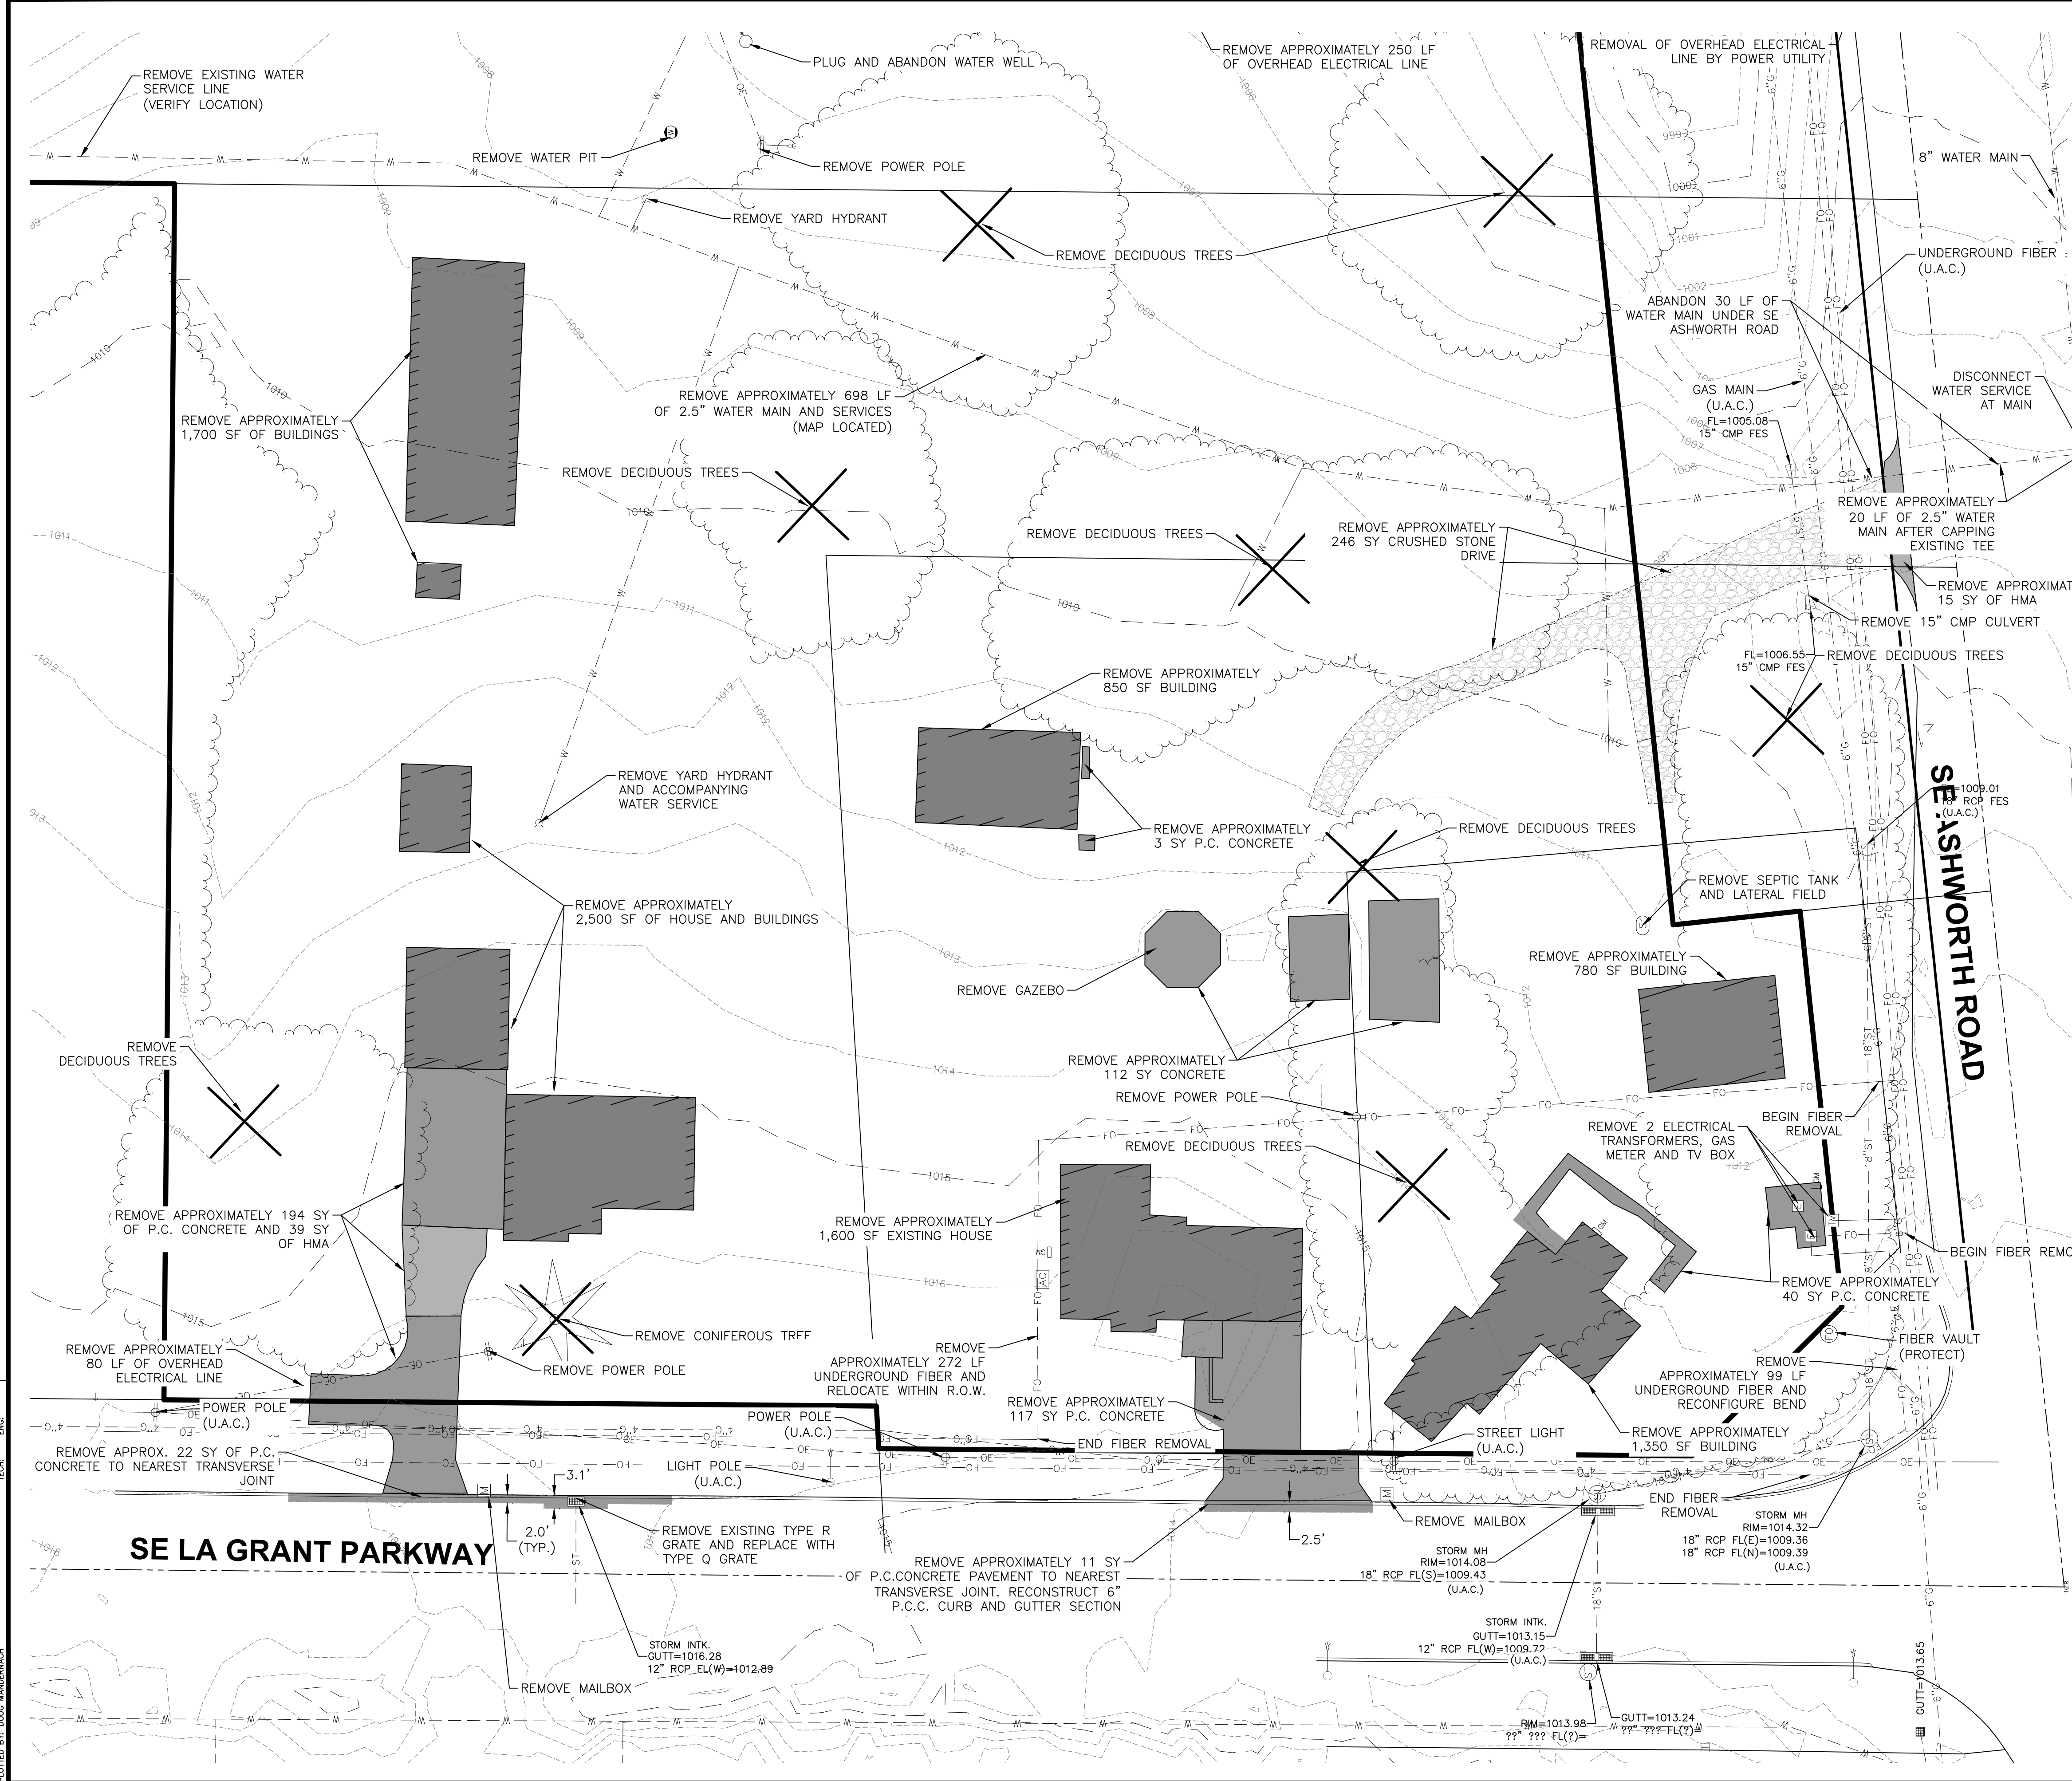 REMOVE EXISTING WATER
SERVICE LINE
(VERIFY LOCATION)
PLUG AND ABANDON WATER WELL
REMOVE APPROXIMATELY 250 LF
OF OVERHEAD ELECTRICAL LINE
REMOVAL OF OVERHEAD ELECTRICAL
LINE BY POWER UTILITY
REMOVE WATER PIT
REMOVE POWER POLE
8" WATER MAIN
REMOVE YARD HYDRANT
REMOVE DECIDUOUS TREES
UNDERGROUND FIBER
(U.A.C.)
ABANDON 30 LF OF
WATER MAIN UNDER SE
ASHWORTH ROAD
GAS MAIN
(U.A.C.)
FL=1005.08
15" CMP FES
DISCONNECT
WATER SERVICE
AT MAIN
REMOVE APPROXIMATELY
1,700 SF OF BUILDINGS
REMOVE APPROXIMATELY 698 LF
OF 2.5" WATER MAIN AND SERVICES
(MAP LOCATED)
REMOVE DECIDUOUS TREES
REMOVE DECIDUOUS TREES
REMOVE APPROXIMATELY
246 SY CRUSHED STONE
DRIVE
REMOVE APPROXIMATELY
20 LF OF 2.5" WATER
MAIN AFTER CAPPING
EXISTING TEE
REMOVE APPROXIMAT
15 SY OF HMA
REMOVE 15" CMP CULVERT
FL=1006.55
15" CMP FES
REMOVE DECIDUOUS TREES
REMOVE APPROXIMATELY
850 SF BUILDING
REMOVE YARD HYDRANT
AND ACCOMPANYING
WATER SERVICE
REMOVE APPROXIMATELY
3 SY P.C. CONCRETE
REMOVE DECIDUOUS TREES
=1009.01
18" RCP FES
(U.A.C.)
SE ASHWORTH ROAD
REMOVE APPROXIMATELY
2,500 SF OF HOUSE AND BUILDINGS
REMOVE SEPTIC TANK
AND LATERAL FIELD
REMOVE GAZEBO
REMOVE APPROXIMATELY
780 SF BUILDING
REMOVE
DECIDUOUS TREES
REMOVE APPROXIMATELY
112 SY CONCRETE
REMOVE POWER POLE
REMOVE DECIDUOUS TREES
REMOVE 2 ELECTRICAL
TRANSFORMERS, GAS
METER AND TV BOX
BEGIN FIBER
REMOVAL
REMOVE APPROXIMATELY 194 SY
OF P.C. CONCRETE AND 39 SY
OF HMA
REMOVE APPROXIMATELY
1,600 SF EXISTING HOUSE
BEGIN FIBER REMO
REMOVE APPROXIMATELY
40 SY P.C. CONCRETE
REMOVE CONIFEROUS TREE
REMOVE POWER POLE
REMOVE APPROXIMATELY
80 LF OF OVERHEAD
ELECTRICAL LINE
REMOVE
APPROXIMATELY 272 LF
UNDERGROUND FIBER AND
RELOCATE WITHIN R.O.W.
FIBER VAULT
(PROTECT)
REMOVE
APPROXIMATELY 99 LF
UNDERGROUND FIBER AND
RECONFIGURE BEND
POWER POLE
(U.A.C.)
POWER POLE
(U.A.C.)
REMOVE APPROXIMATELY
117 SY P.C. CONCRETE
END FIBER REMOVAL
STREET LIGHT
(U.A.C.)
REMOVE APPROXIMATELY
1,350 SF BUILDING
REMOVE APPROX. 22 SY OF P.C.
CONCRETE TO NEAREST TRANSVERSE
JOINT
3.1'
2.0'
(TYP.)
LIGHT POLE
(U.A.C.)
REMOVE EXISTING TYPE R
GRATE AND REPLACE WITH
TYPE Q GRATE
SE LA GRANT PARKWAY
REMOVE APPROXIMATELY 11 SY
OF P.C.CONCRETE PAVEMENT TO NEAREST
TRANSVERSE JOINT. RECONSTRUCT 6"
P.C.C. CURB AND GUTTER SECTION
2.5'
REMOVE MAILBOX
END FIBER
REMOVAL
STORM MH
RIM=1014.08
18" RCP FL(S)=1009.43
(U.A.C.)
STORM MH
RIM=1014.32
18" RCP FL(E)=1009.36
18" RCP FL(N)=1009.39
(U.A.C.)
STORM INTK.
GUTT=1013.15
12" RCP FL(W)=1009.72
(U.A.C.)
STORM INTK.
GUTT=1016.28
12" RCP FL(W)=1012.89
REMOVE MAILBOX
RIM=1013.98
??" ??? FL(?)=
GUTT=1013.24
??" ??? FL(?)=
GUTT=1013.65
PLOTTED BY: DOUG MANDERNACH
TECH:
ENG: